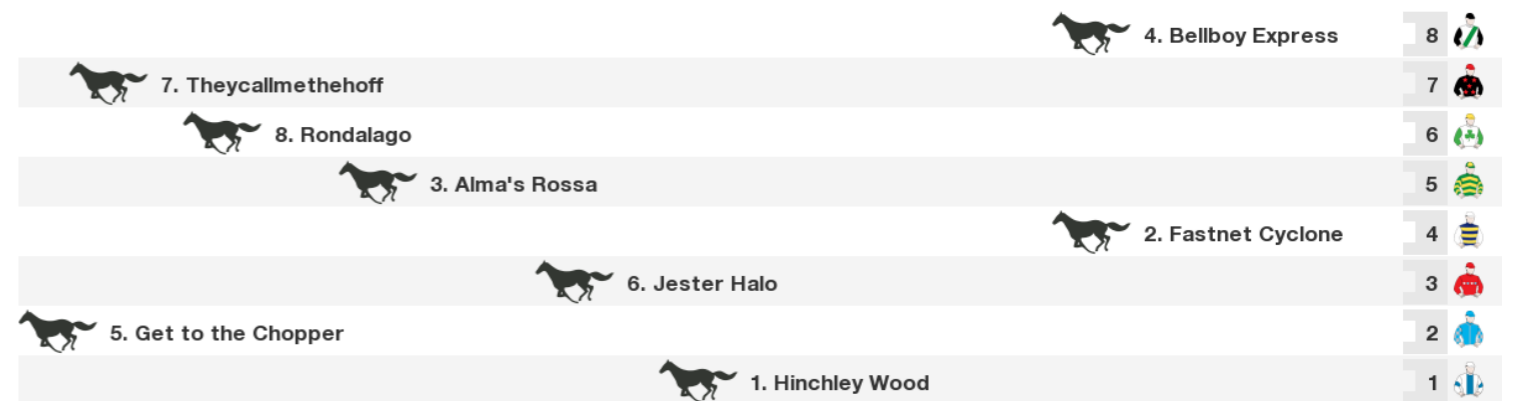 4. Bellboy Express 8
7. Theycallmethehoff 7
8. Rondalago 6
3. Alma's Rossa 5
2. Fastnet Cyclone 4
6. Jester Halo 3
5. Get to the Chopper 2
1. Hinchley Wood 1